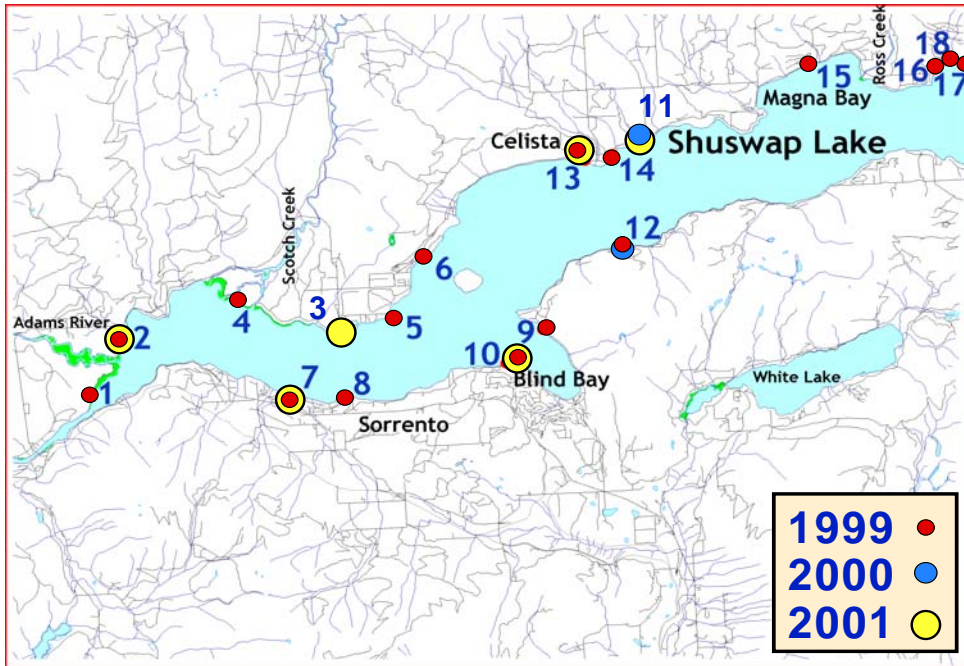 Ross Creek
18
16
17
15
Magna Bay
11
Celista
Shuswap Lake
13
14
12
Scotch Creek
6
3
4
Adams River
2
5
9
10
7
8
1
Blind Bay
White Lake
Sorrento
1999
2000
2001